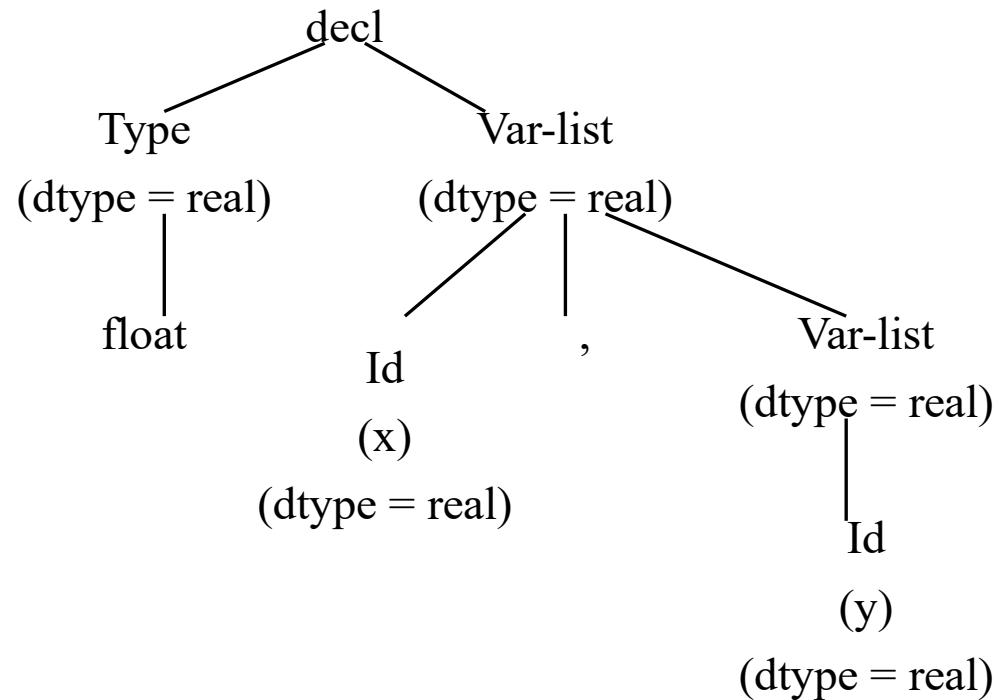 decl
Type Var-list
(dtype = real) (dtype = real)
float
Id
(x)
(dtype = real)
,
Var-list
(dtype = real)
Id
(y)
(dtype = real)